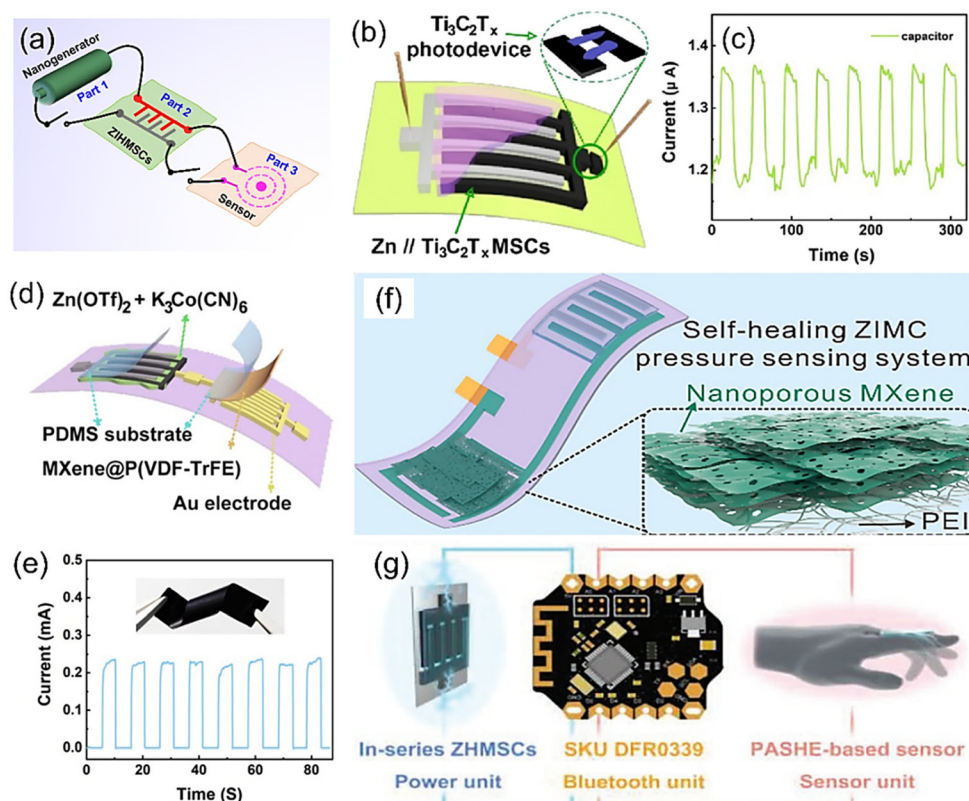 (a)
Nanogenerator
Part 1
Part 2
ZIHMSCs
Part 3
Sensor
(b)
Ti₃C₂Tₓ
photodevice
Zn // Ti₃C₂Tₓ MSCs
(c)
capacitor
Current (μ A)
1.4
1.3
1.2
0
100
200
300
Time (s)
(d)
Zn(OTf)₂ + K₃Co(CN)₆
PDMS substrate
MXene@P(VDF-TrFE)
Au electrode
(f)
Self-healing ZIMC
pressure sensing system
Nanoporous MXene
PEI
(e)
Current (mA)
0.5
0.4
0.3
0.2
0.1
0.0
0
20
40
60
80
Time (S)
(g)
In-series ZHMSCs
Power unit
SKU DFR0339
Bluetooth unit
PASHE-based sensor
Sensor unit